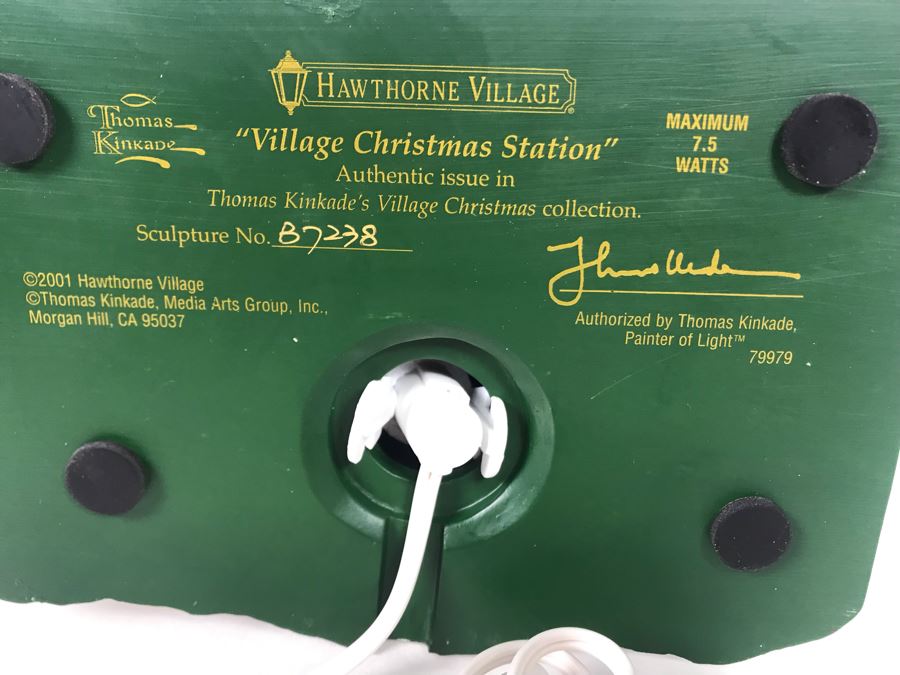 HAWTHORNE VILLAGE®
Thomas
Kinkade
"Village Christmas Station"
Authentic issue in
Thomas Kinkade's Village Christmas collection.
Sculpture No. B7238
MAXIMUM
7.5
WATTS
©2001 Hawthorne Village
©Thomas Kinkade, Media Arts Group, Inc.,
Morgan Hill, CA 95037
Authorized by Thomas Kinkade,
Painter of Light™
79979